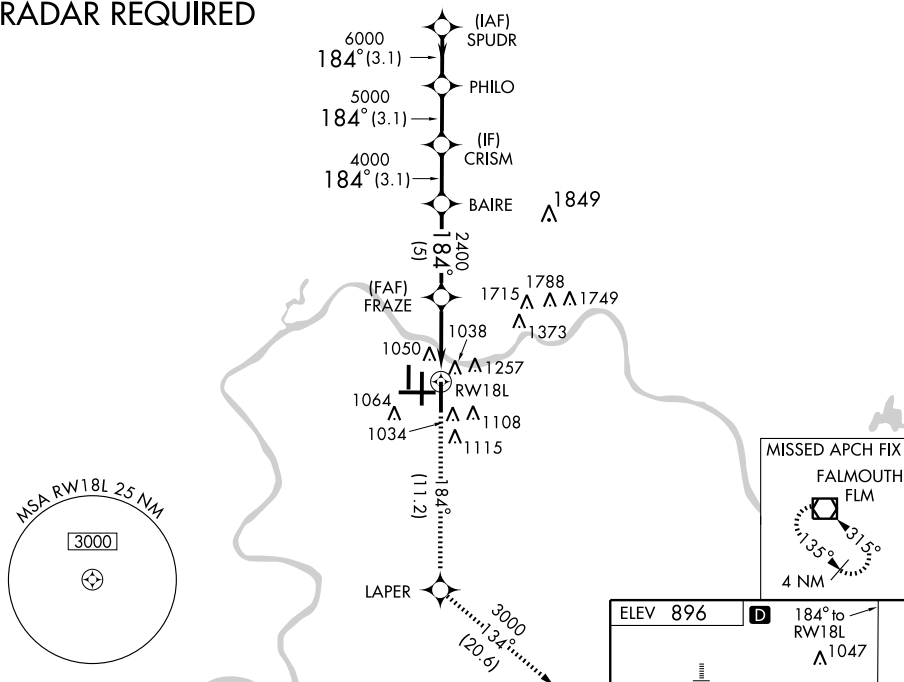 RADAR REQUIRED
(IAF)
SPUDR
6000
184° (3.1)
PHILO
5000
184° (3.1)
(IF)
CRISM
4000
184° (3.1)
BAIRE
1849
2400
184°
(5)
(FAF)
FRAZE
1715
1788
1749
1373
1038
1050
1257
RW18L
1064
1034
1108
1115
184°
(11.2)
MISSED APCH FIX
FALMOUTH
FLM
315°
135°
4 NM
MSA RW18L 25 NM
3000
LAPER
3000
134°
(20.6)
ELEV 896
D
184° to
RW18L
1047